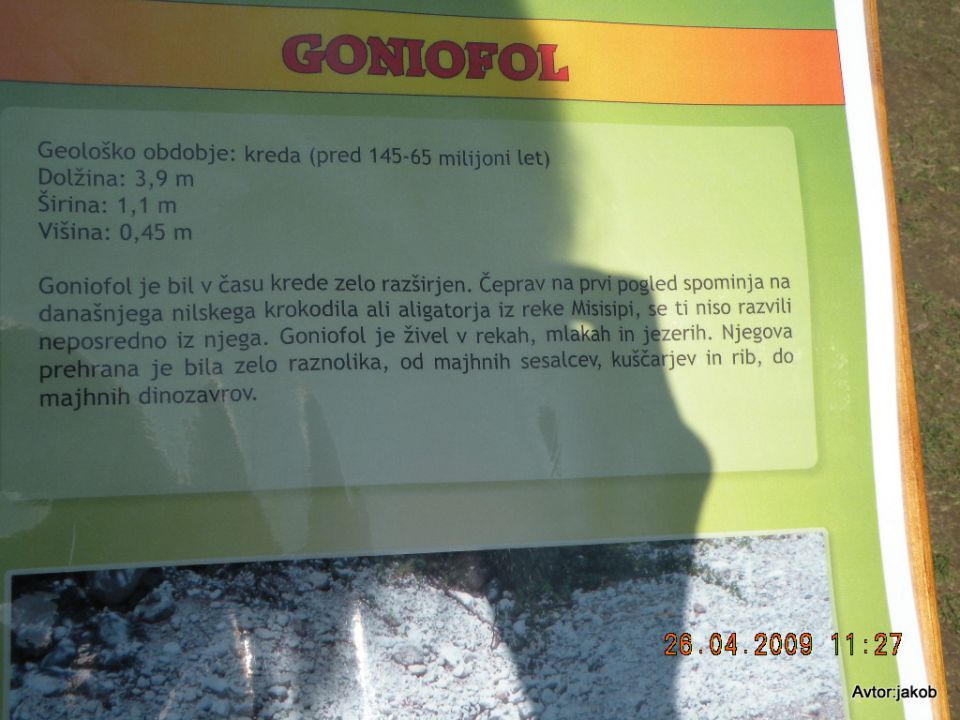 GONIOFOL
Geološko obdobje: kreda (pred 145-65 milijoni let)
Dolžina: 3,9 m
Širina: 1,1 m
Višina: 0,45 m
Goniofol je bil v času krede zelo razširjen. Čeprav na prvi pogled spominja na
današnjega nilskega krokodila ali aligatorja iz reke Misisipi, se ti niso razvili
neposredno iz njega. Goniofol je živel v rekah, mlakah in jezerih. Njegova
prehrana je bila zelo raznolika, od majhnih sesalcev, kuščarjev in rib, do
majhnih dinozavrov.
26.04.2009 11:27
Avtor:jakob